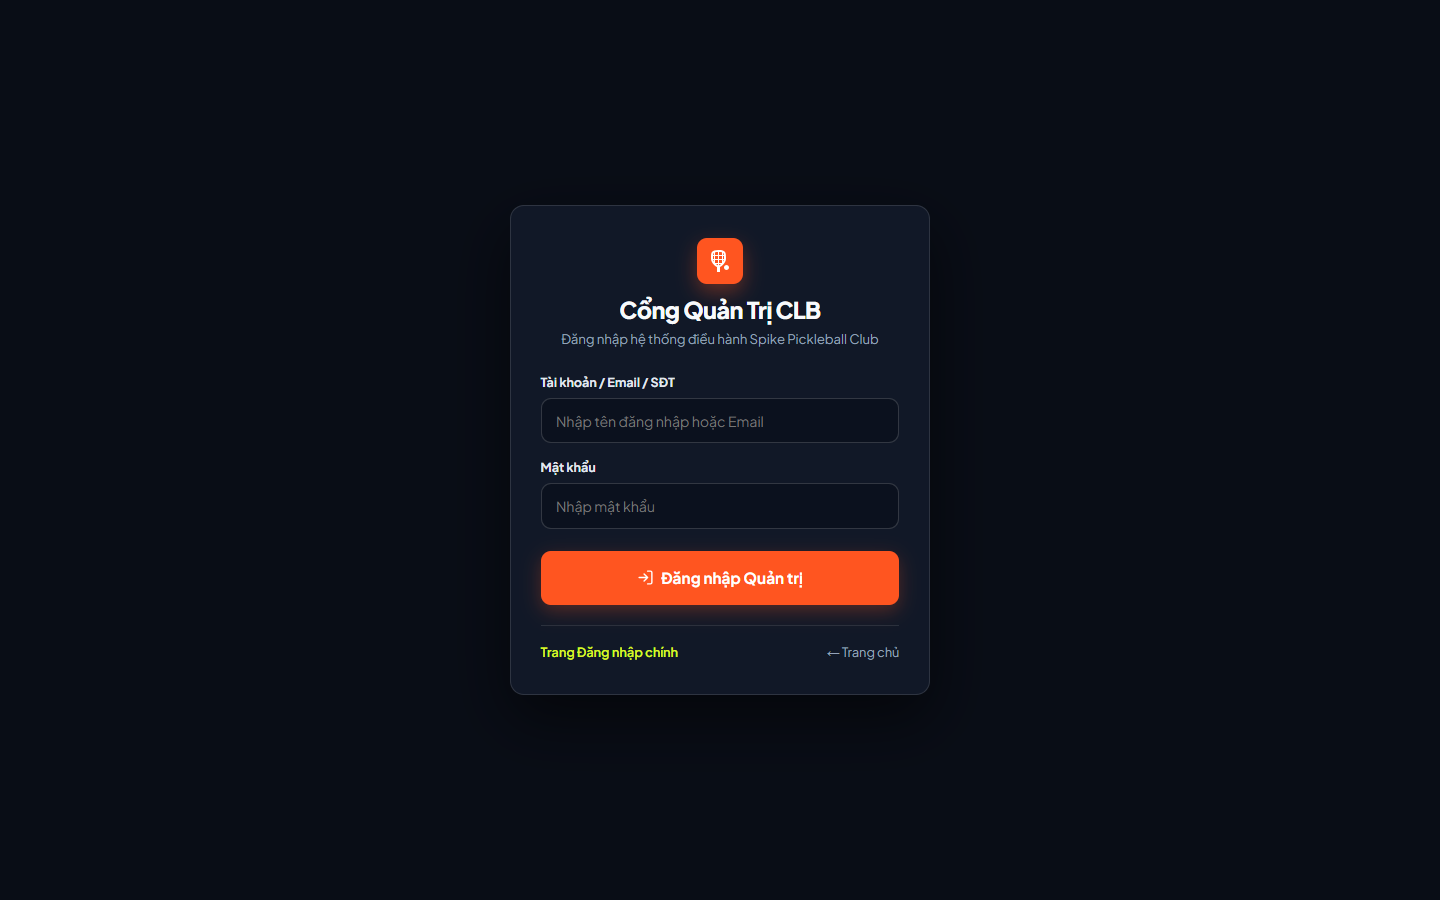 Cổng Quản Trị CLB
Đăng nhập hệ thống điều hành Spike Pickleball Club
Tài khoản / Email / SĐT
Nhập tên đăng nhập hoặc Email
Mật khẩu
Nhập mật khẩu
Đăng nhập Quản trị
Trang Đăng nhập chính
← Trang chủ